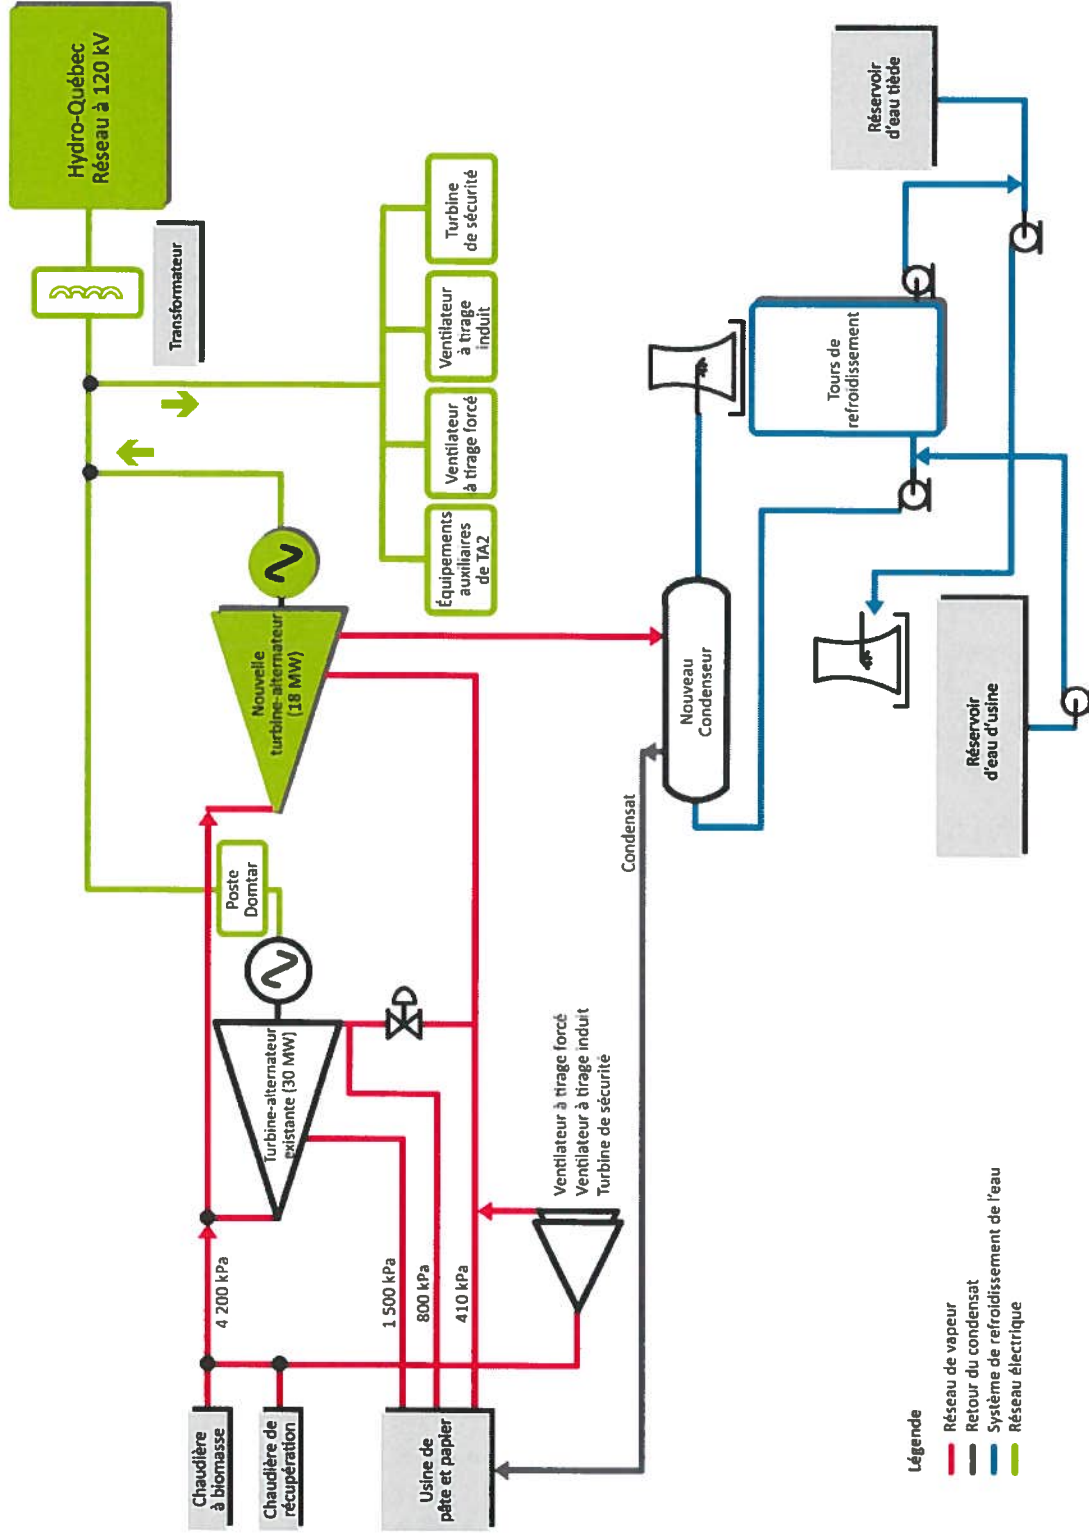 Hydro-Québec
Réseau à 120 kV
Transformateur
Turbine
de sécurité
Ventilateur
à tirage
induit
Ventilateur
à tirage forcé
Équipements
auxiliaires
de TA2
Nouvelle
turbine-alternateur
(18 MW)
Poste
Domtar
Turbine-alternateur
existante (30 MW)
4 200 kPa
1 500 kPa
800 kPa
410 kPa
Chaudière
à biomasse
Chaudière de
récupération
Usine de
pâte et papier
Ventilateur à tirage forcé
Ventilateur à tirage induit
Turbine de sécurité
Condensat
Nouveau
Condenseur
Tours de
refroidissement
Réservoir
d'eau tiède
Réservoir
d'eau d'usine
Légende
Réseau de vapeur
Retour du condensat
Système de refroidissement de l'eau
Réseau électrique